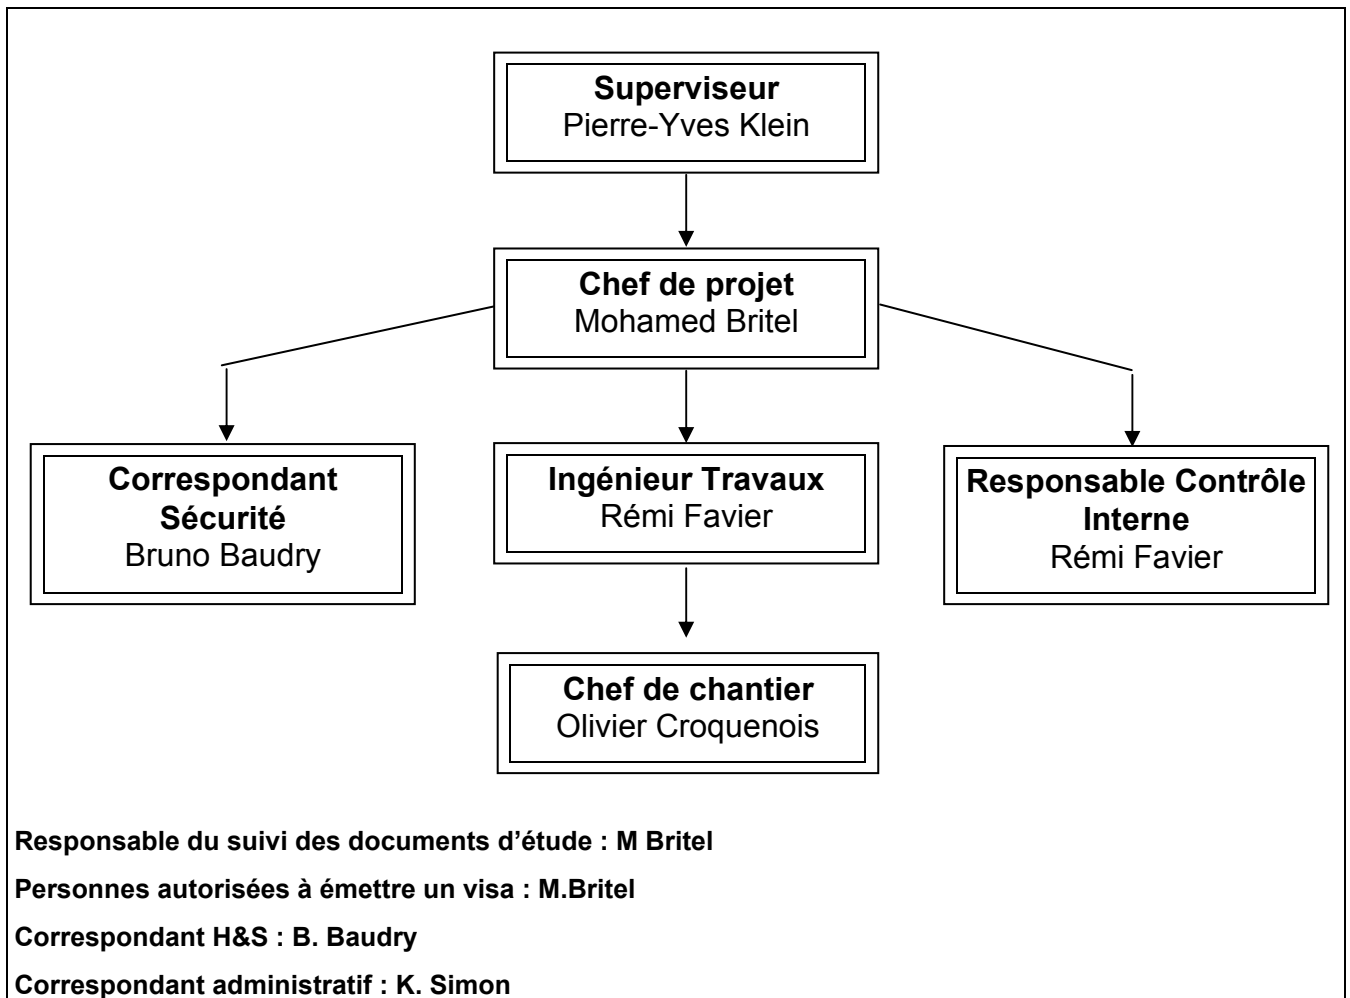 Superviseur
Pierre-Yves Klein
Chef de projet
Mohamed Britel
Correspondant
Sécurité
Bruno Baudry
Ingénieur Travaux
Rémi Favier
Responsable Contrôle
Interne
Rémi Favier
Chef de chantier
Olivier Croquenois
Responsable du suivi des documents d’étude : M Britel
Personnes autorisées à émettre un visa : M.Britel
Correspondant H&S : B. Baudry
Correspondant administratif : K. Simon